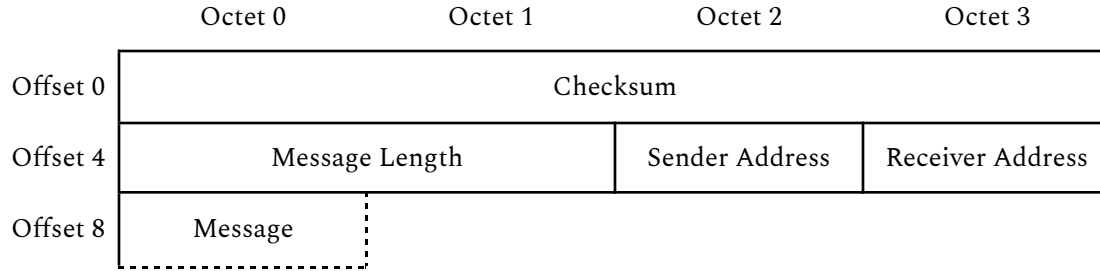 Octet 0 Octet 1 Octet 2 Octet 3
Offset 0 Checksum
Offset 4 Message Length Sender Address Receiver Address
Offset 8 Message